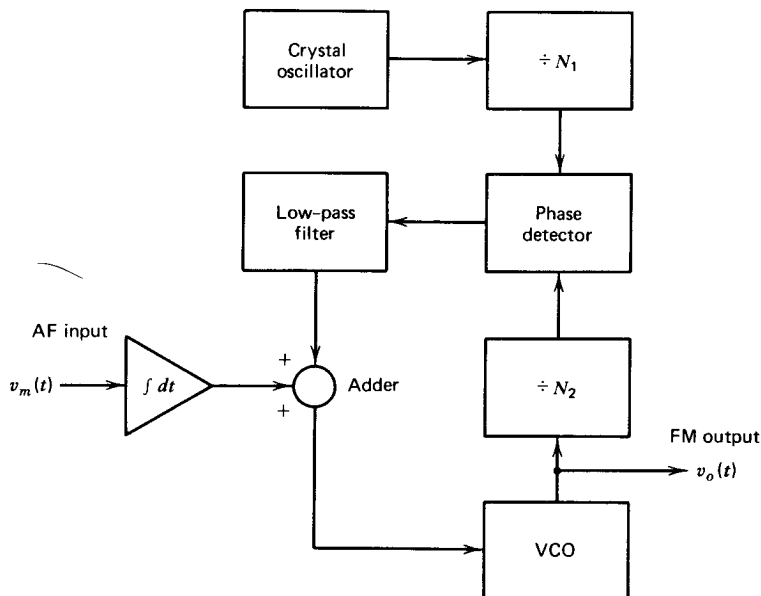 Crystal
oscillator
÷ N₁
Low-pass
filter
Phase
detector
AF input
vₘ(t)
∫ dt
+
+
Adder
÷ N₂
FM output
vₒ(t)
VCO